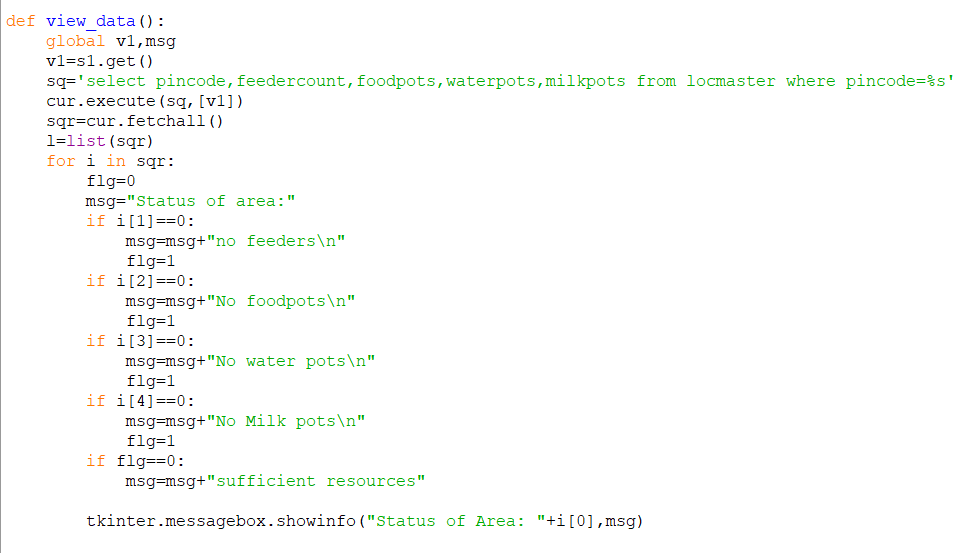 def view_data():
    global v1,msg
    v1=s1.get()
    sq='select pincode,feedercount,foodpots,waterpots,milkpots from locmaster where pincode=%s'
    cur.execute(sq,[v1])
    sqr=cur.fetchall()
    l=list(sqr)
    for i in sqr:
        flg=0
        msg="Status of area:"
        if i[1]==0:
            msg=msg+"no feeders\n"
            flg=1
        if i[2]==0:
            msg=msg+"No foodpots\n"
            flg=1
        if i[3]==0:
            msg=msg+"No water pots\n"
            flg=1
        if i[4]==0:
            msg=msg+"No Milk pots\n"
            flg=1
        if flg==0:
            msg=msg+"sufficient resources"

        tkinter.messagebox.showinfo("Status of Area: "+i[0],msg)